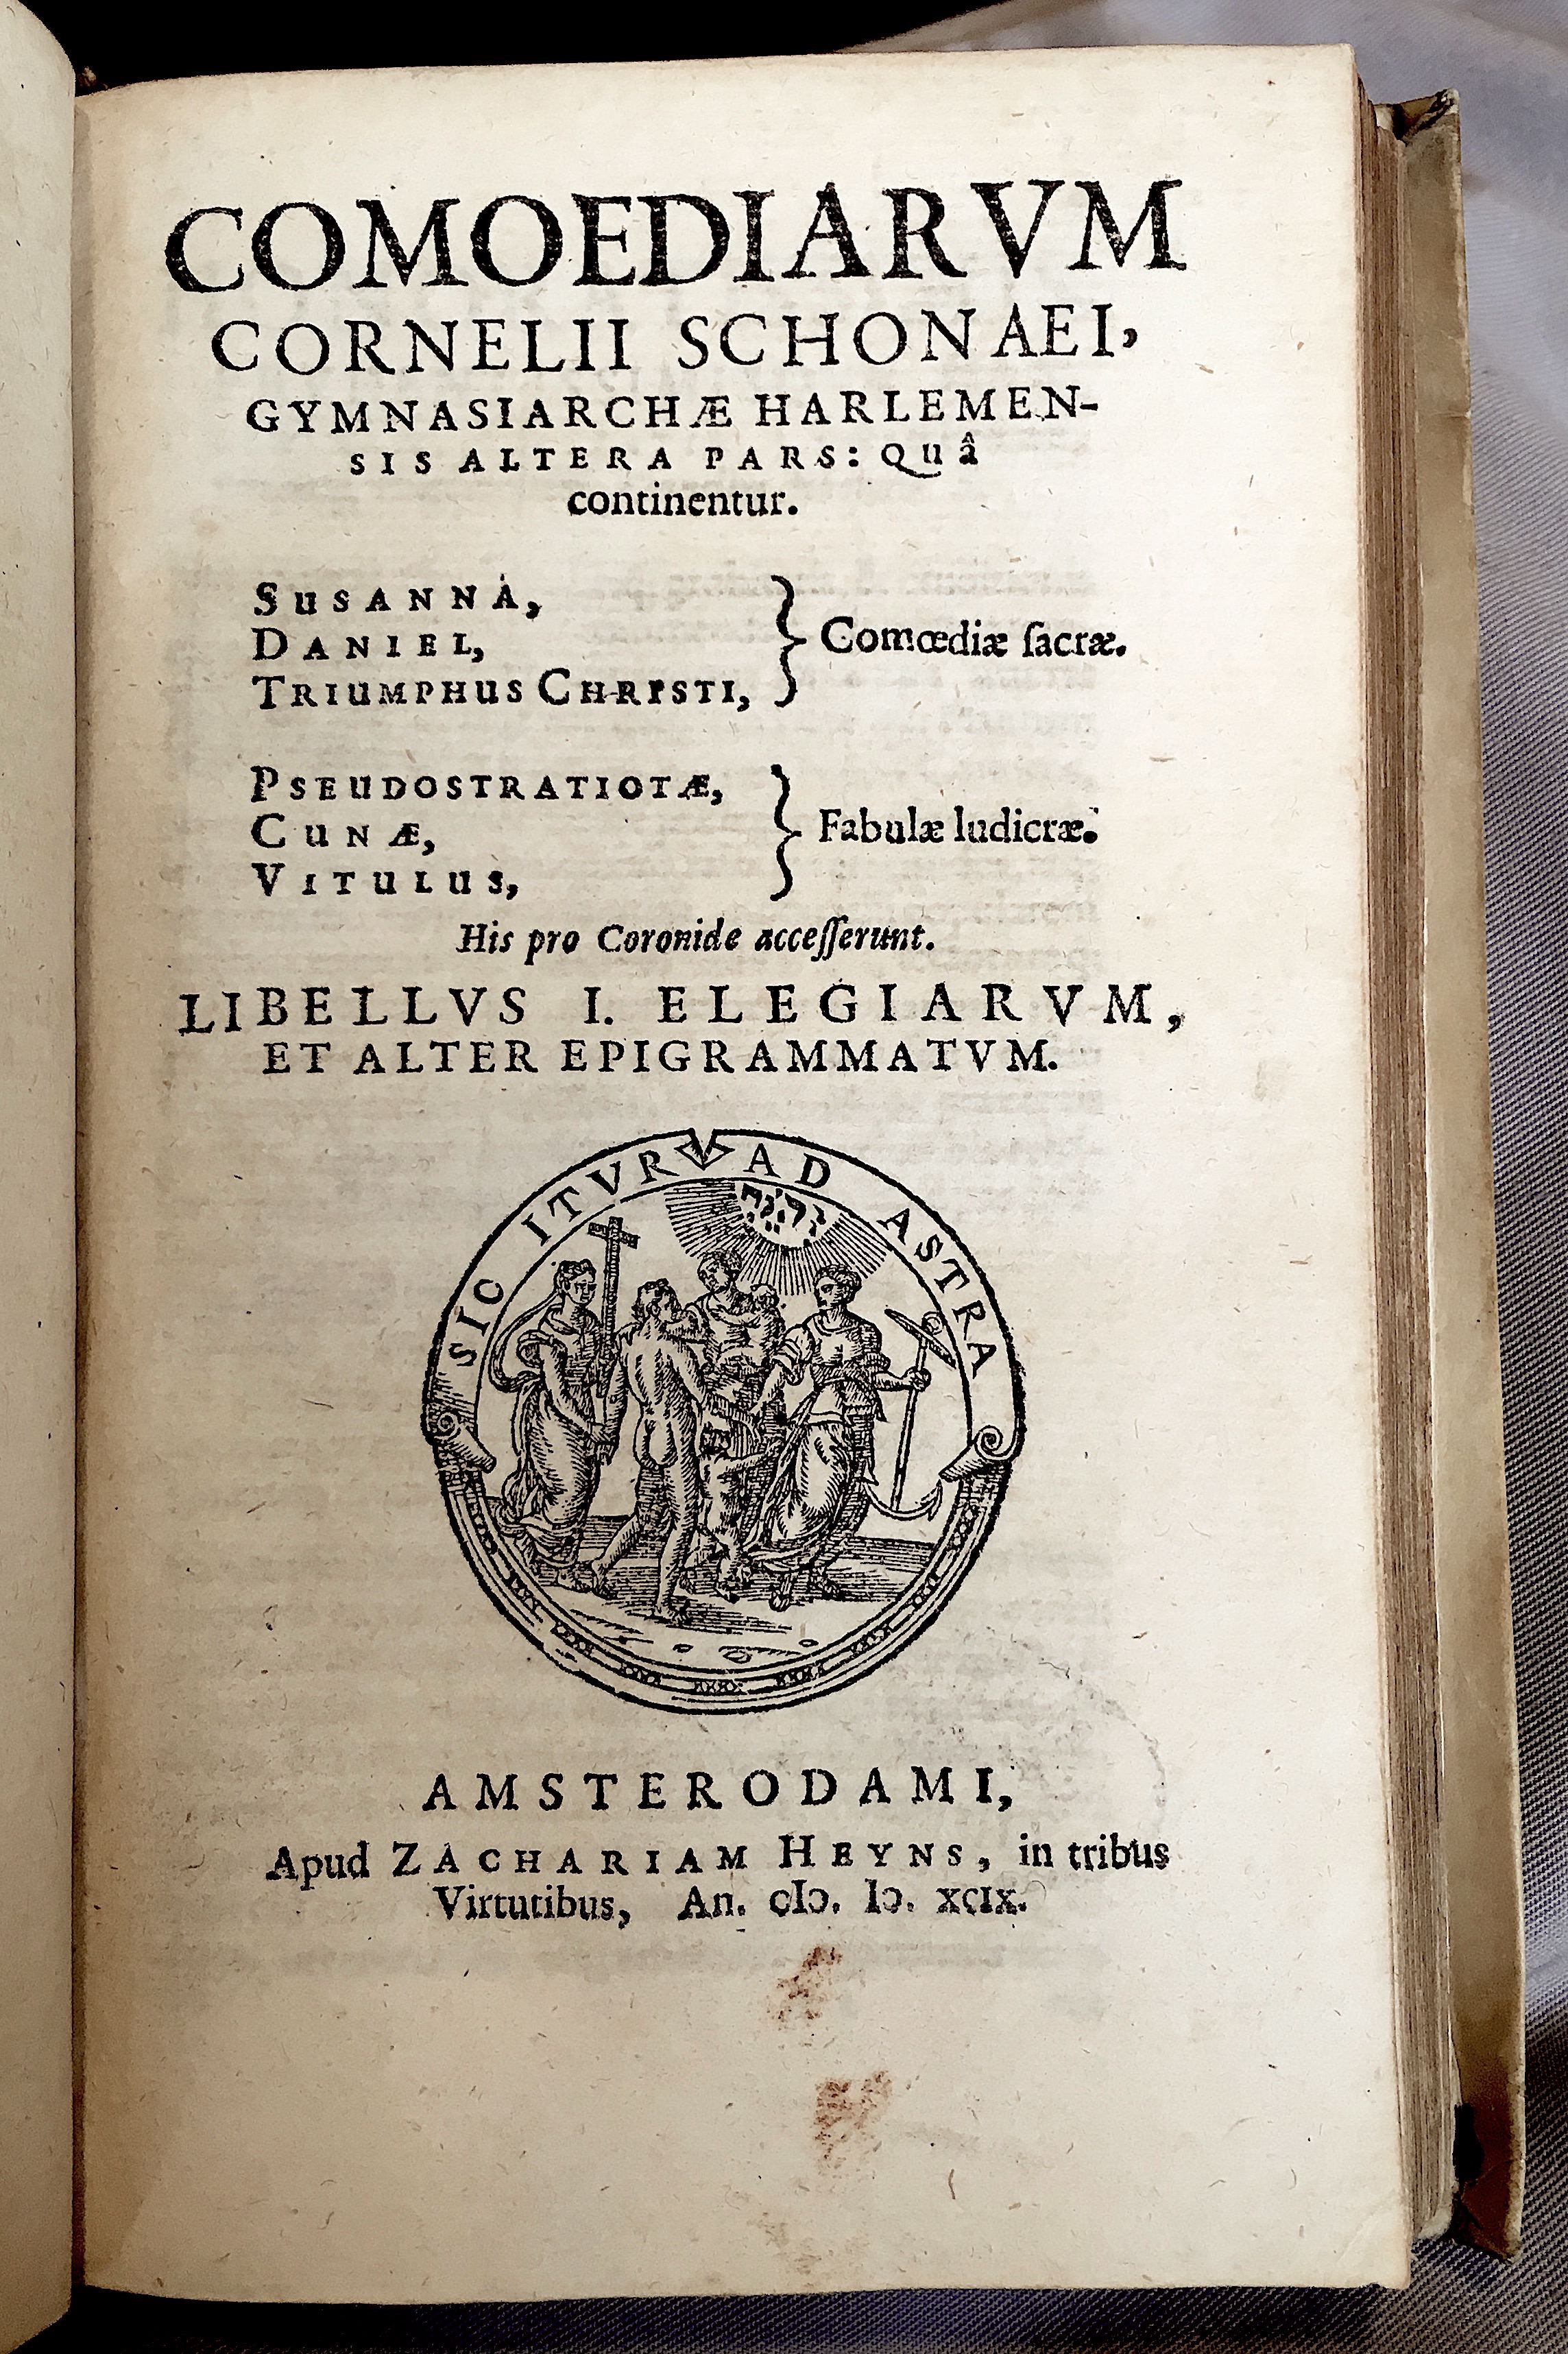 COMOEDIARVM
CORNELII SCHONAEI,
GYMNASIARCHÆ HARLEMEN-
SIS ALTERA PARS: Quâ
continentur.
SUSANNA,
DANIEL,
TRIUMPHUS CHRISTI,
Comœdiæ ſacræ.
PSEUDOSTRATIOTÆ,
CUNÆ,
VITULUS,
Fabulæ ludicræ.
His pro Coronide acceſſerunt.
LIBELLVS I. ELEGIARVM,
ET ALTER EPIGRAMMATVM.
SIC ITVR AD ASTRA
יהוה
AMSTERODAMI,
Apud ZACHARIAM HEYNS, in tribus
Virtutibus, An. cIↄ. Iↄ. xcIx.